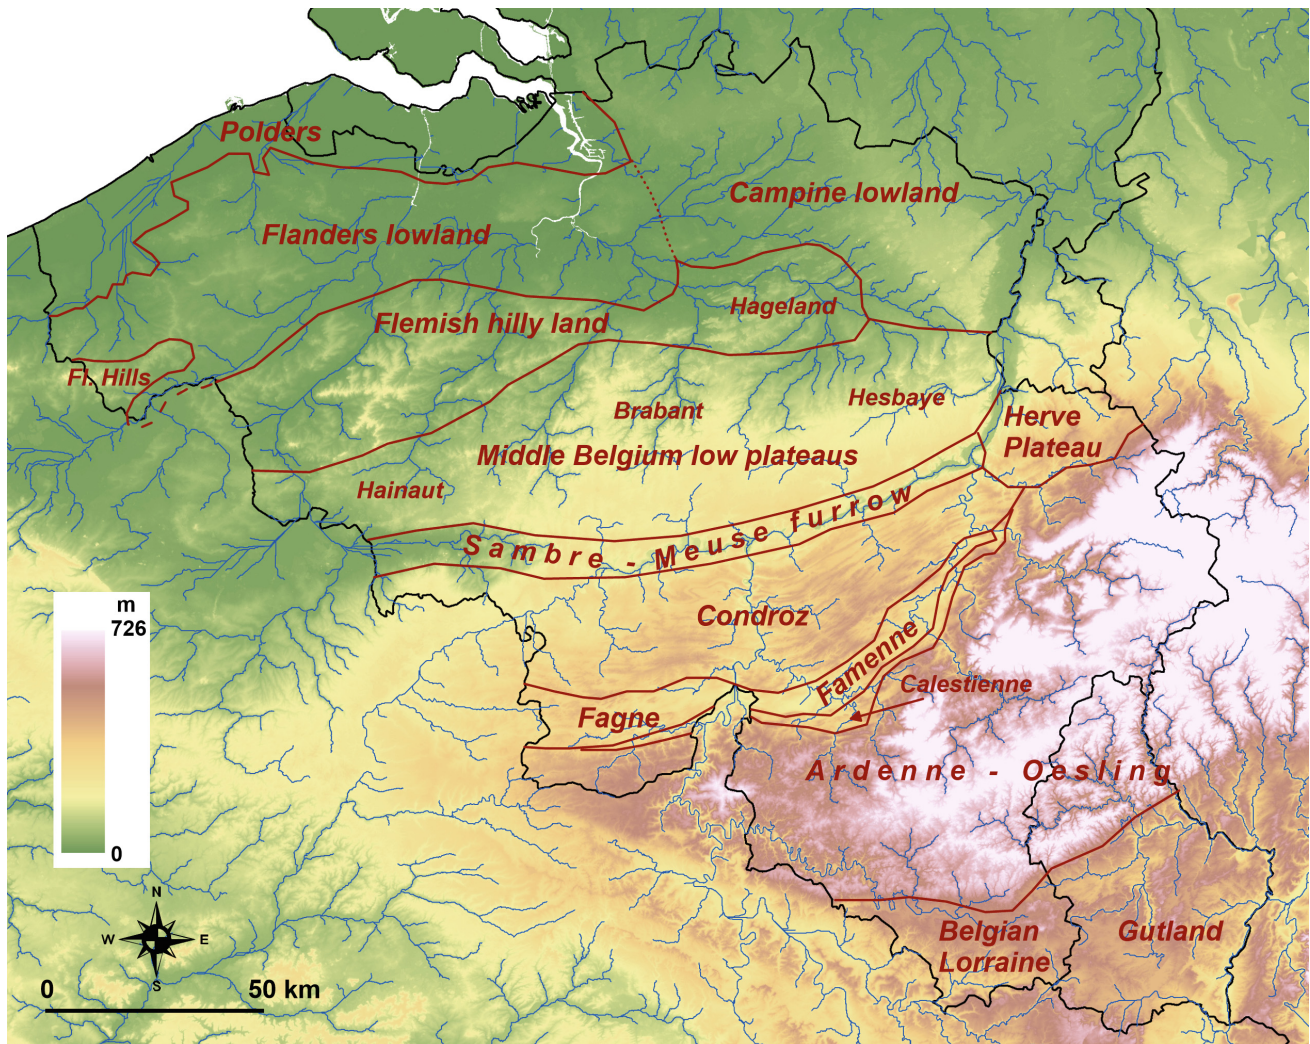 Polders
Campine lowland
Flanders lowland
Hageland
Flemish hilly land
Fl. Hills
Hesbaye
Brabant
Herve
Plateau
Middle Belgium low plateaus
Hainaut
Sambre - Meuse furrow
m
726
0
Condroz
Famenne
Calestienne
Fagne
Ardenne - Oesling
N
W
E
S
Belgian
Lorraine
Gutland
0
50 km